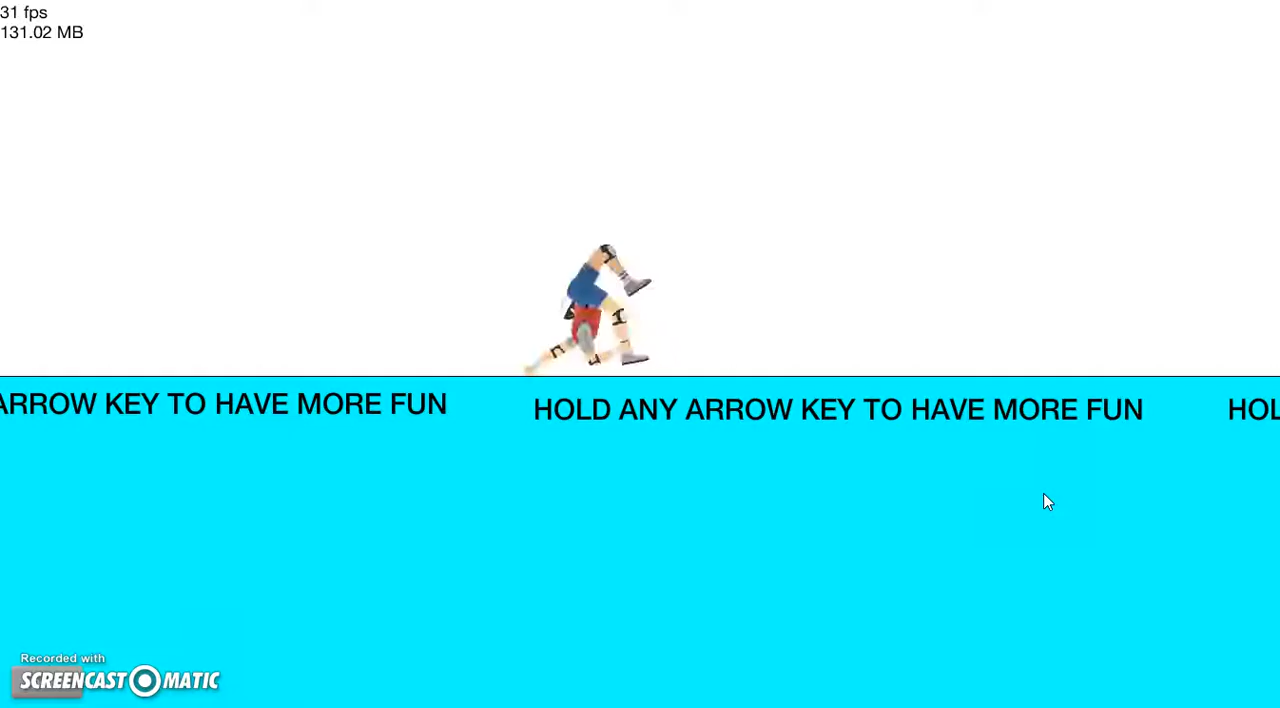 31 fps
131.02 MB
ARROW KEY TO HAVE MORE FUN
HOLD ANY ARROW KEY TO HAVE MORE FUN
HOL
Recorded with
SCREENCAST MATIC